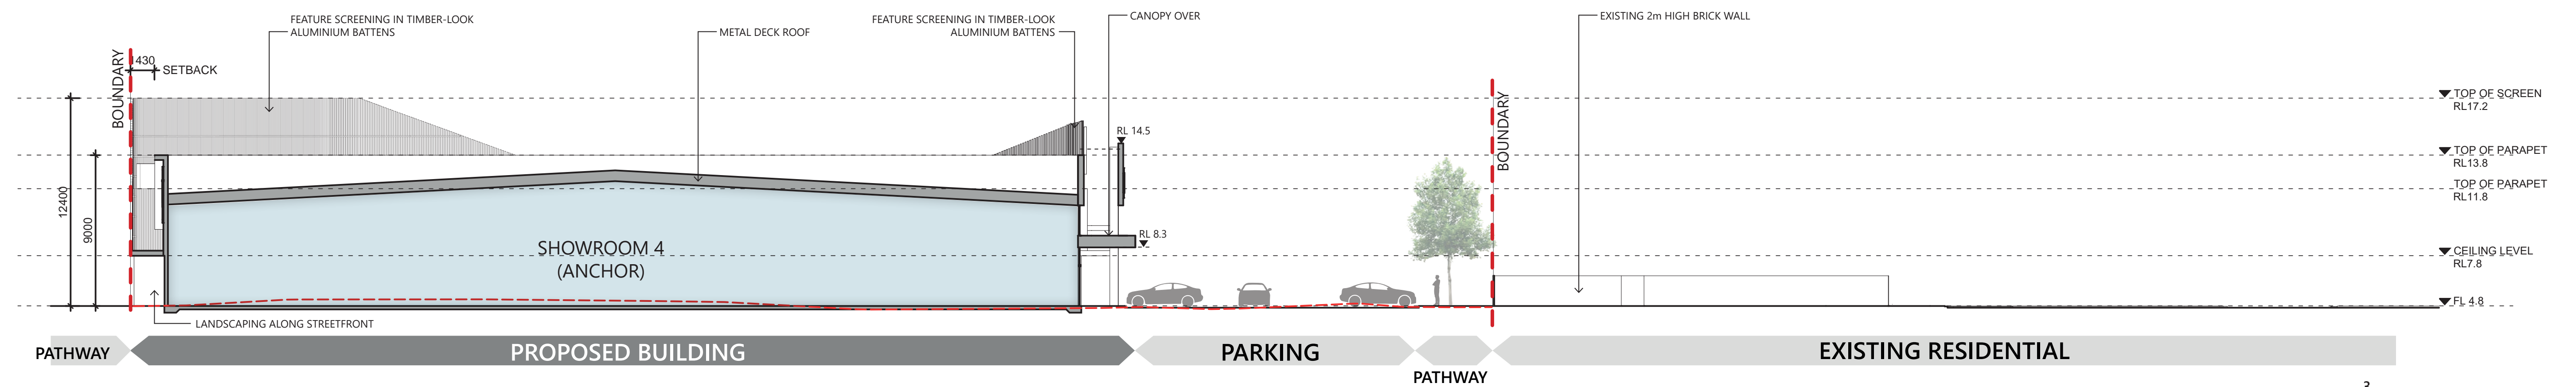 FEATURE SCREENING IN TIMBER-LOOK
ALUMINIUM BATTENS
METAL DECK ROOF
FEATURE SCREENING IN TIMBER-LOOK
ALUMINIUM BATTENS
CANOPY OVER
EXISTING 2m HIGH BRICK WALL
BOUNDARY
1430
SETBACK
12400
9000
RL 14.5
RL 8.3
BOUNDARY
TOP OF SCREEN
RL17.2
TOP OF PARAPET
RL13.8
TOP OF PARAPET
RL11.8
CEILING LEVEL
RL7.8
FL 4.8
SHOWROOM 4
(ANCHOR)
LANDSCAPING ALONG STREETFRONT
PATHWAY
PROPOSED BUILDING
PARKING
PATHWAY
EXISTING RESIDENTIAL